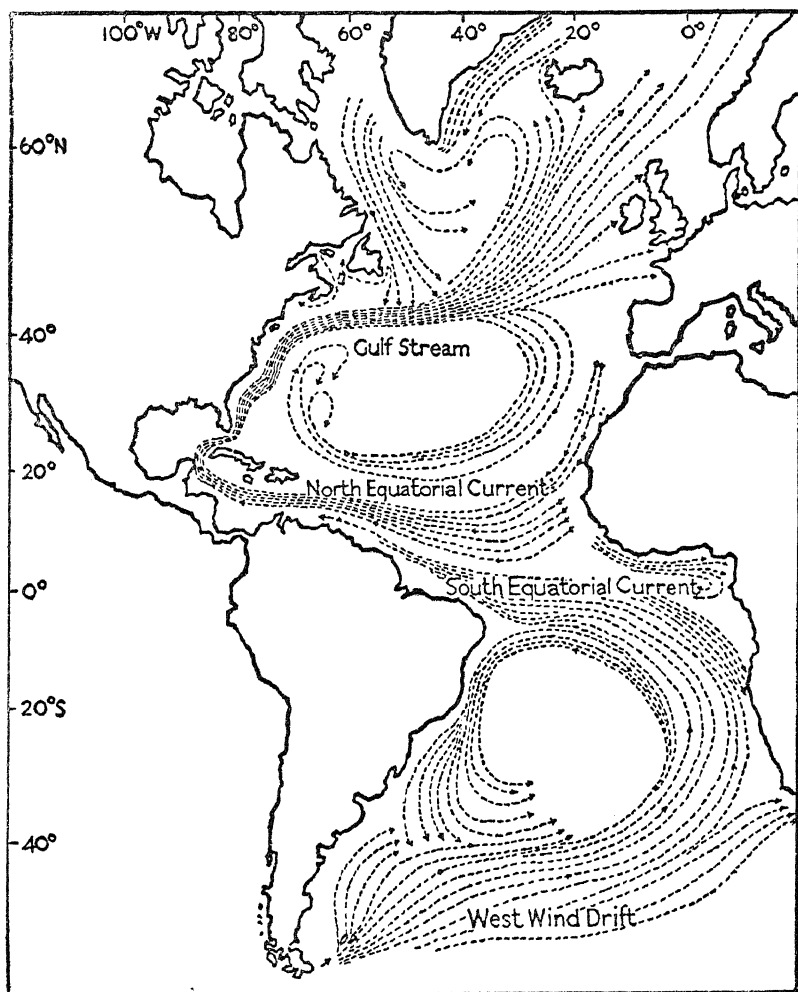 100°W 80° 60° 40° 20° 0°
60°N
40°
Gulf Stream
20°
North Equatorial Current
0°
South Equatorial Current
20°S
40°
West Wind Drift